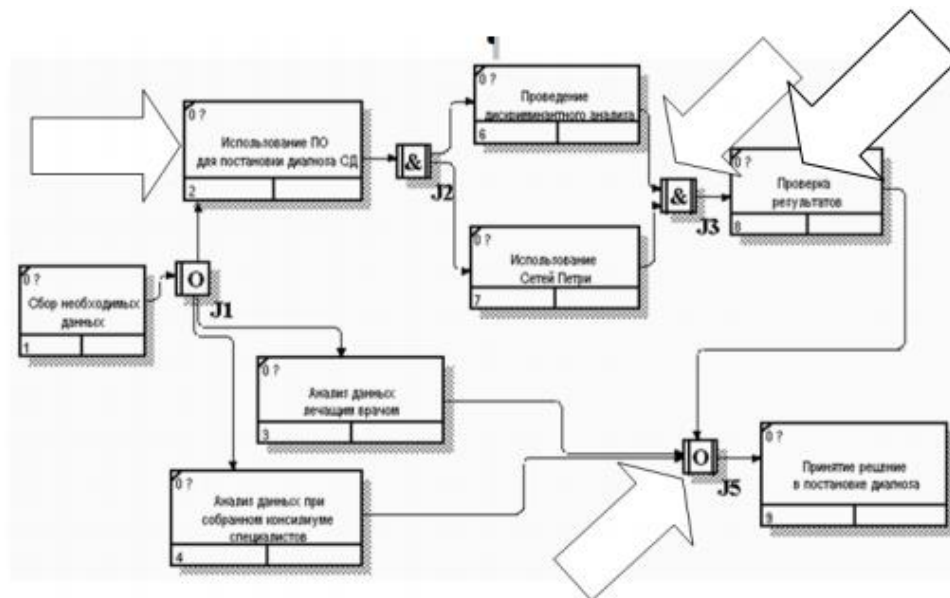 ¶
0 ?
Использование ПО
для постановки диагноза СД
2
&
J2
0 ?
Проведение
дискриминантного анализа
6
0 ?
Использование
Сетей Петри
7
&
J3
0 ?
Проверка
результатов
8
0 ?
Сбор необходимых
данных
1
O
J1
0 ?
Анализ данных
лечащим врачом
3
0 ?
Анализ данных при
собранном консилиуме
специалистов
4
O
J5
0 ?
Принятие решение
в постановке диагноза
9